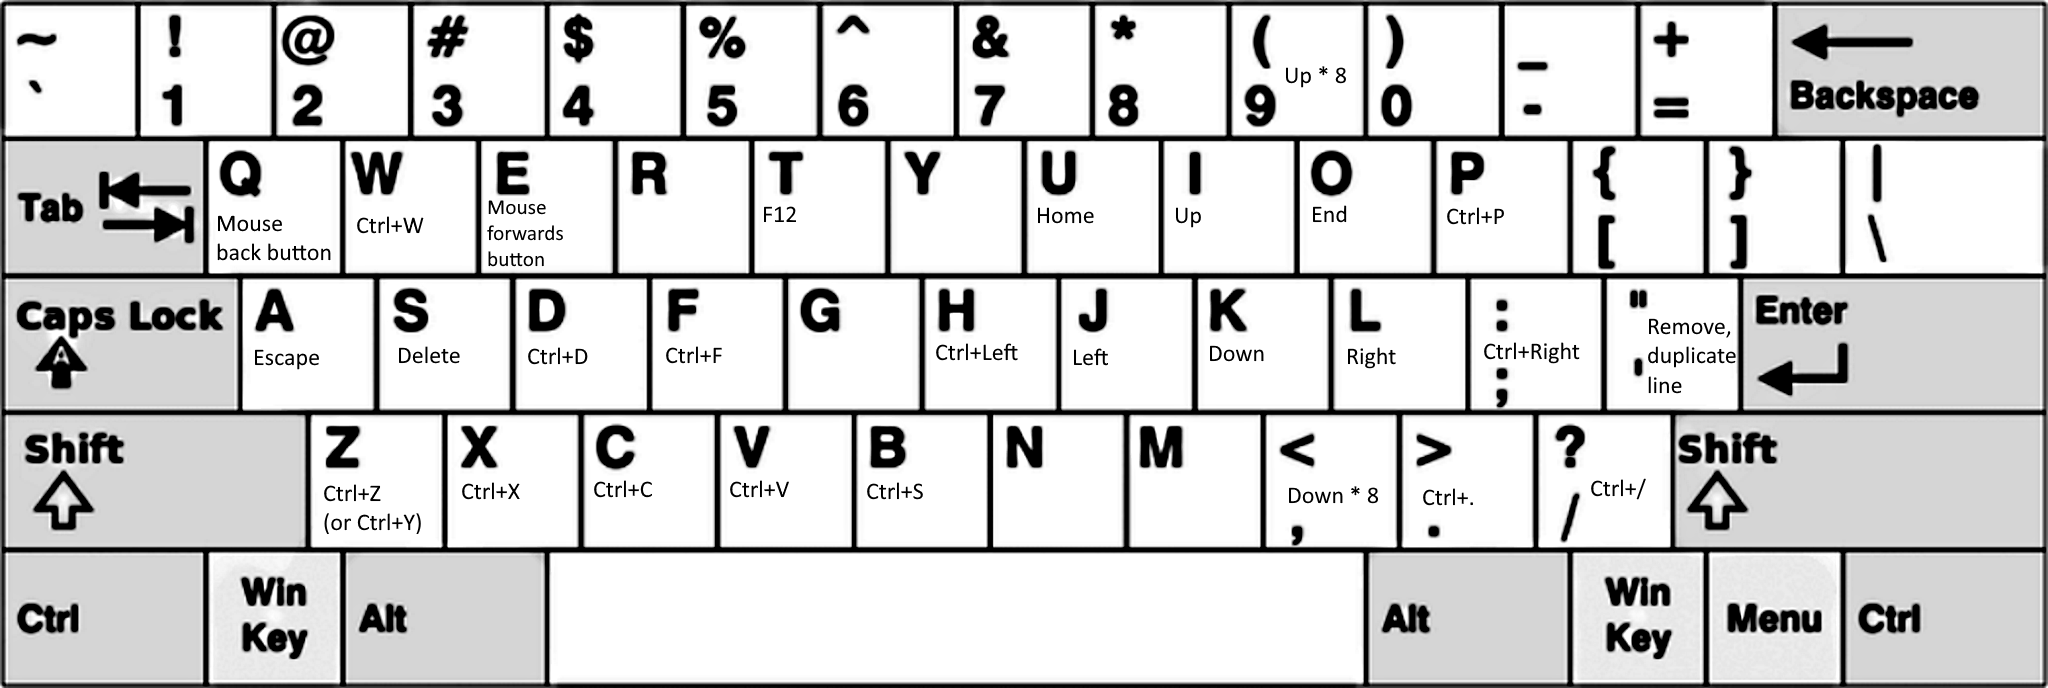 ~ ! @ # $ % ^ & * ( ) _ +
Up * 8
` 1 2 3 4 5 6 7 8 9 0 - =
Backspace
Tab
Q W E R T Y U I O P { } |
Mouse
back button
Ctrl+W
Mouse
forwards
button
F12
Home
Up
End
Ctrl+P
[ ] \
Caps Lock
A
A S D F G H J K L : "
Enter
Escape
Delete
Ctrl+D
Ctrl+F
Ctrl+Left
Left
Down
Right
Ctrl+Right
Remove,
duplicate
line
; '
Shift
Z X C V B N M < > ?
Shift
Ctrl+Z
(or Ctrl+Y)
Ctrl+X
Ctrl+C
Ctrl+V
Ctrl+S
Down * 8
Ctrl+.
Ctrl+/
, . /
Ctrl
Win
Key
Alt
Alt
Win
Key
Menu
Ctrl